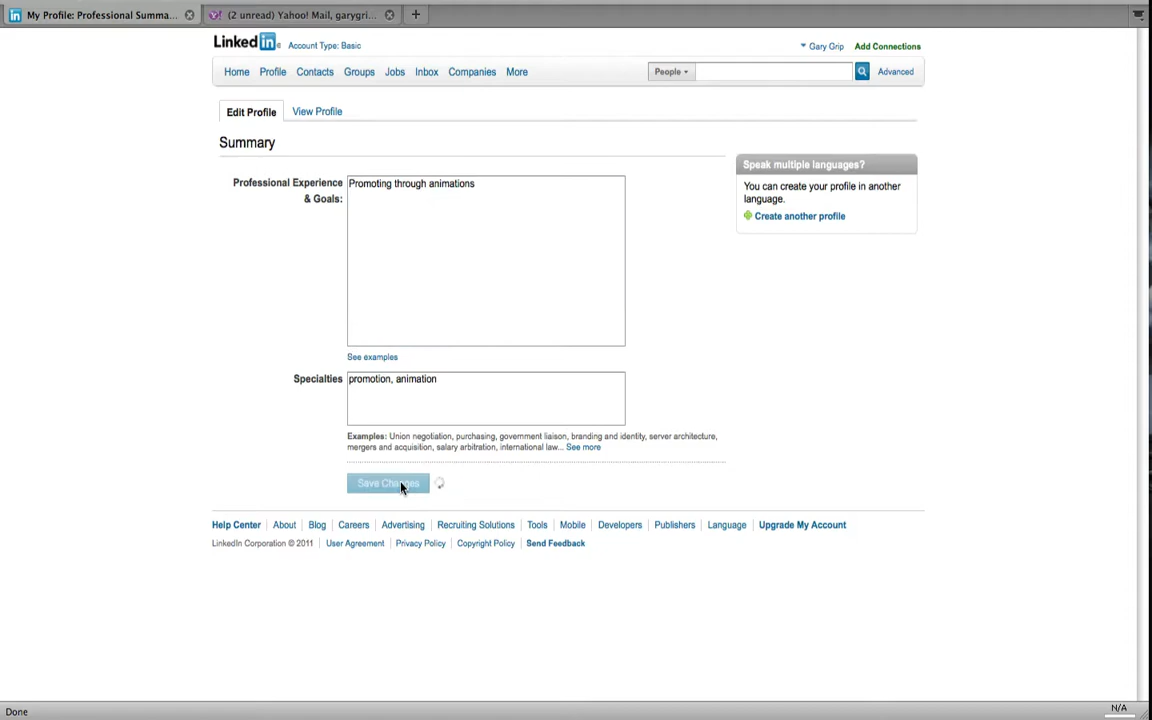 My Profile: Professional Summa...
(2 unread) Yahoo! Mail, garygri...
Linked in
Account Type: Basic
Gary Grip
Add Connections
Home Profile Contacts Groups Jobs Inbox Companies More
People
Advanced
Edit Profile
View Profile
Summary
Speak multiple languages?
You can create your profile in another
language.
Create another profile
Professional Experience
& Goals:
Promoting through animations
See examples
Specialties
promotion, animation
Examples: Union negotiation, purchasing, government liaison, branding and identity, server architecture,
mergers and acquisition, salary arbitration, international law... See more
Save Changes
Help Center About Blog Careers Advertising Recruiting Solutions Tools Mobile Developers Publishers Language Upgrade My Account
LinkedIn Corporation © 2011 User Agreement Privacy Policy Copyright Policy Send Feedback
Done
N/A